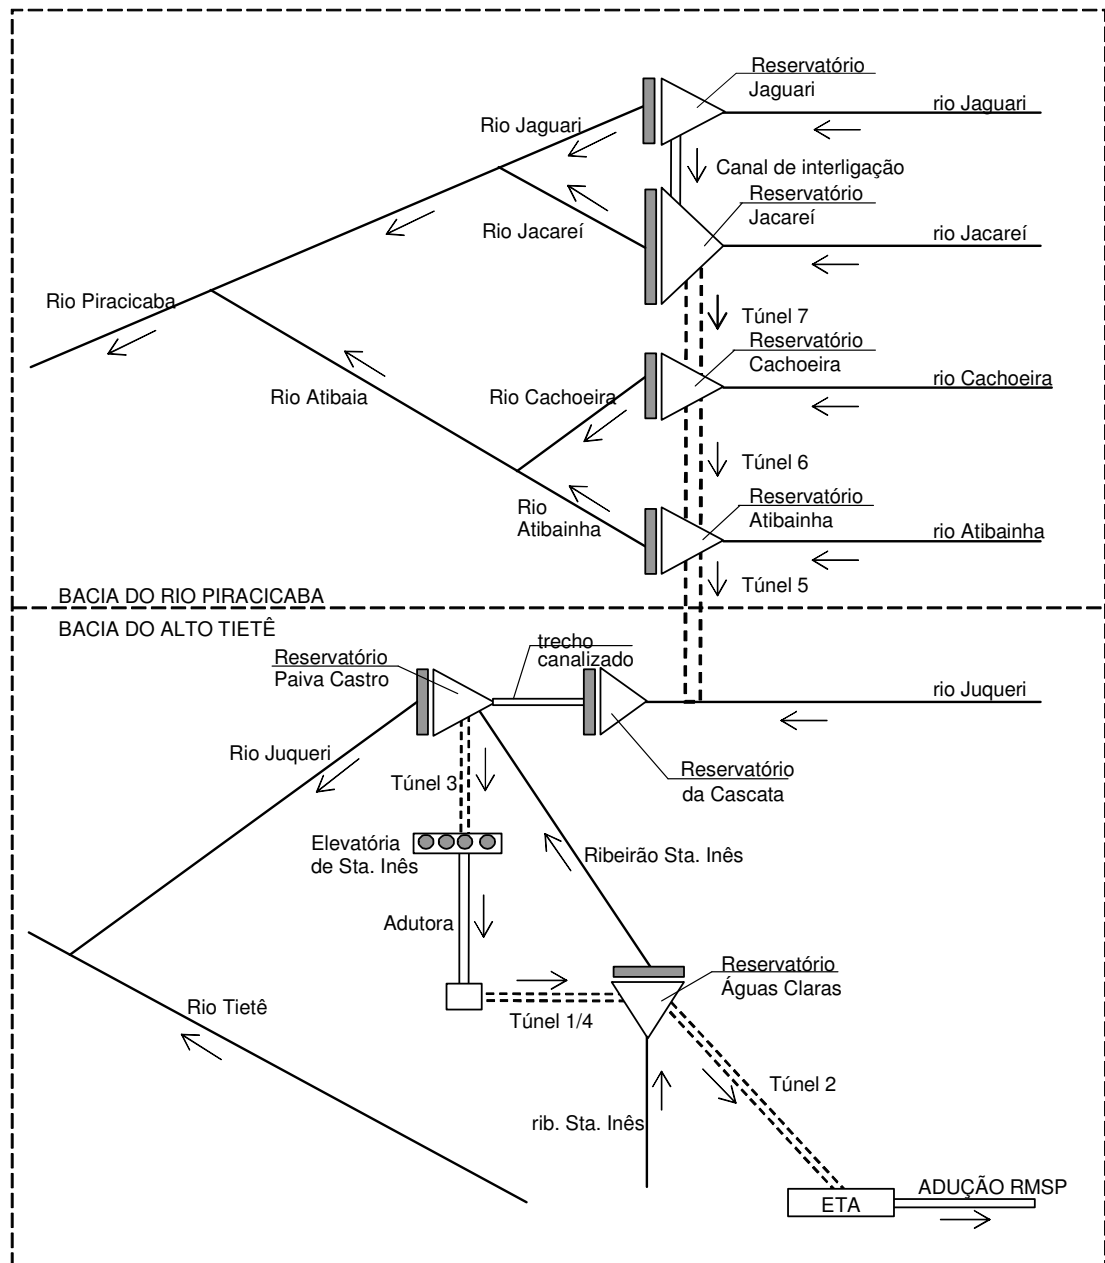 Reservatório
Jaguari
rio Jaguari
Rio Jaguari
Canal de interligação
Reservatório
Jacareí
Rio Jacareí
rio Jacareí
Rio Piracicaba
Túnel 7
Reservatório
Cachoeira
rio Cachoeira
Rio Atibaia
Rio Cachoeira
Túnel 6
Reservatório
Atibainha
Rio
Atibainha
rio Atibainha
Túnel 5
BACIA DO RIO PIRACICABA
BACIA DO ALTO TIETÊ
trecho
canalizado
Reservatório
Paiva Castro
rio Juqueri
Rio Juqueri
Túnel 3
Reservatório
da Cascata
Elevatória
de Sta. Inês
Ribeirão Sta. Inês
Adutora
Reservatório
Águas Claras
Rio Tietê
Túnel 1/4
Túnel 2
rib. Sta. Inês
ETA
ADUÇÃO RMSP